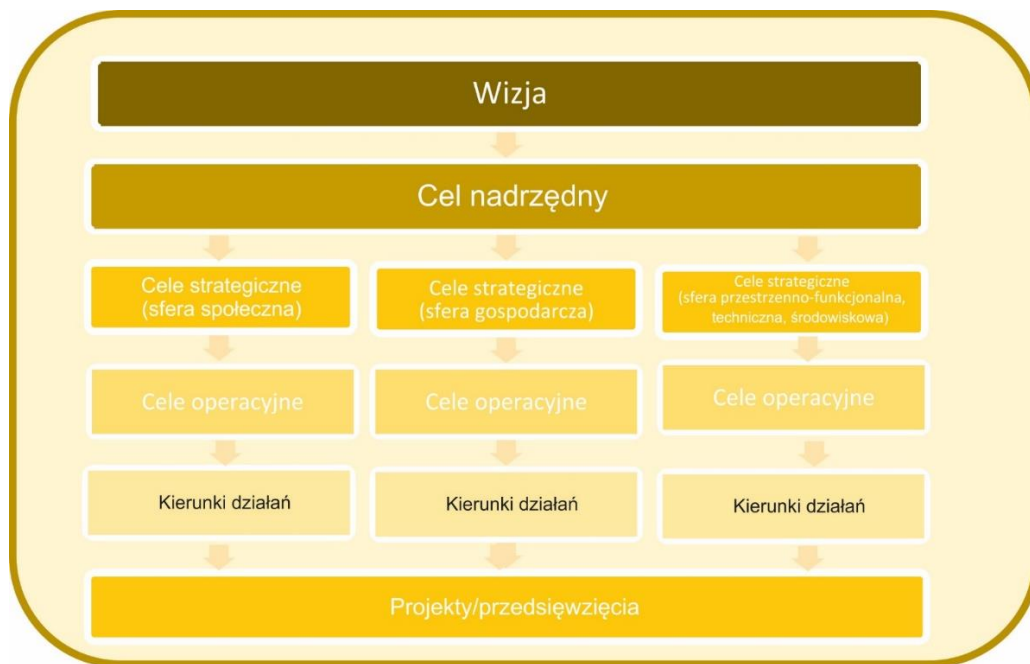 Wizja
Cel nadrzędny
Cele strategiczne
(sfera społeczna)
Cele strategiczne
(sfera gospodarcza)
Cele strategiczne
(sfera przestrzenno-funkcjonalna,
techniczna, środowiskowa)
Cele operacyjne
Cele operacyjne
Cele operacyjne
Kierunki działań
Kierunki działań
Kierunki działań
Projekty/przedsięwzięcia